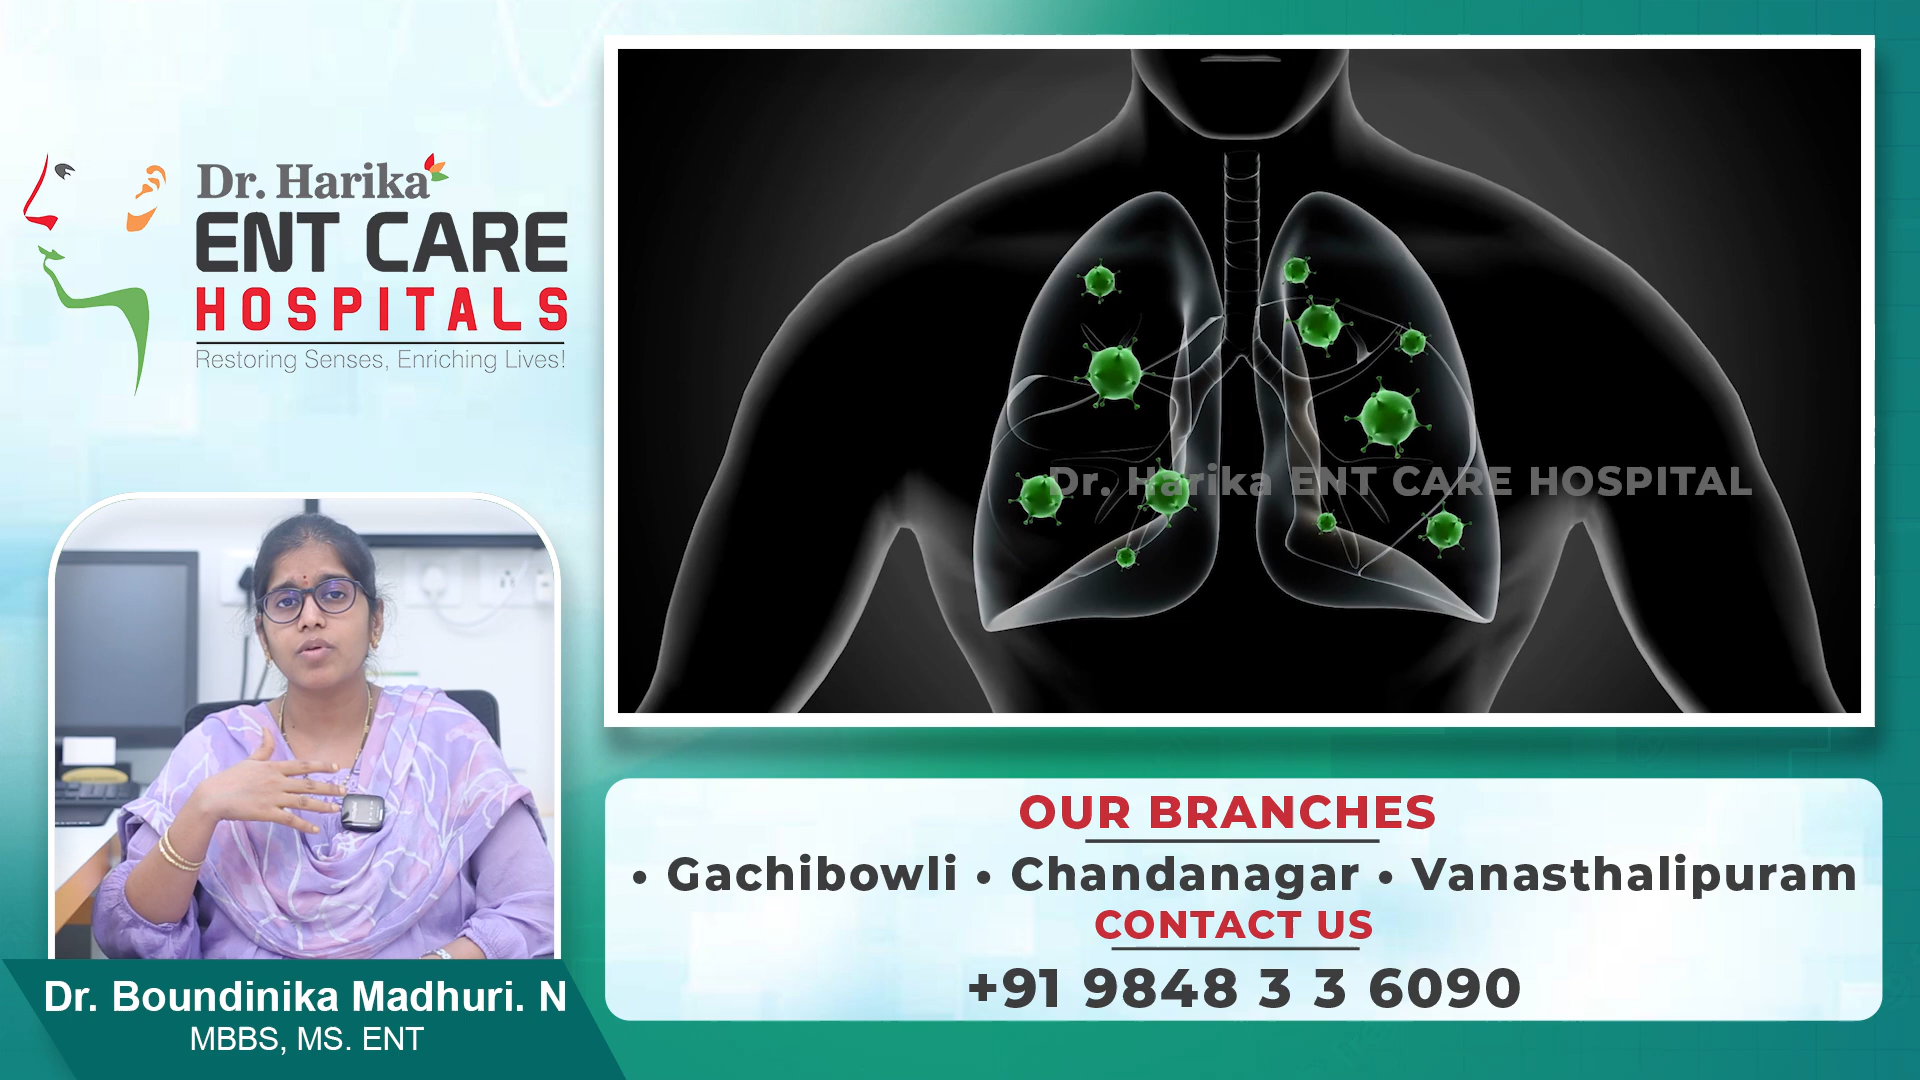 Dr. Harika
ENT CARE
HOSPITALS
Restoring Senses, Enriching Lives!
Dr. Harika ENT CARE HOSPITAL
Dr. Boundinika Madhuri. N
MBBS, MS. ENT
OUR BRANCHES
• Gachibowli • Chandanagar • Vanasthalipuram
CONTACT US
+91 9848 3 3 6090